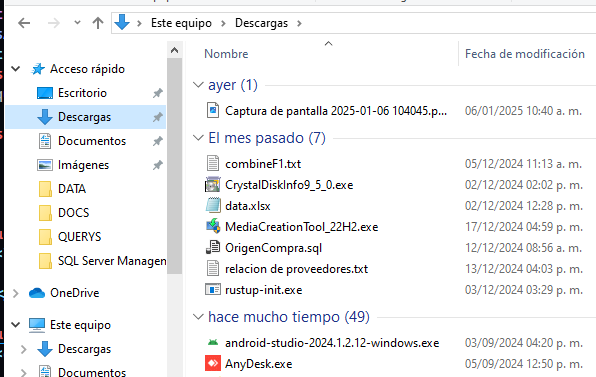 Este equipo > Descargas >
Nombre Fecha de modificación
Acceso rápido
Escritorio
Descargas
Documentos
Imágenes
DATA
DOCS
QUERYS
SQL Server Managen
OneDrive
Este equipo
Descargas
Documentos
ayer (1)
Captura de pantalla 2025-01-06 104045.p... 06/01/2025 10:40 a. m.
El mes pasado (7)
combineF1.txt 05/12/2024 11:13 a. m.
CrystalDiskInfo9_5_0.exe 02/12/2024 02:02 p. m.
data.xlsx 02/12/2024 12:28 p. m.
MediaCreationTool_22H2.exe 17/12/2024 04:59 p. m.
OrigenCompra.sql 12/12/2024 08:56 a. m.
relacion de proveedores.txt 13/12/2024 04:03 p. m.
rustup-init.exe 03/12/2024 03:29 p. m.
hace mucho tiempo (49)
android-studio-2024.1.2.12-windows.exe 03/09/2024 04:20 p. m.
AnyDesk.exe 05/09/2024 12:50 p. m.